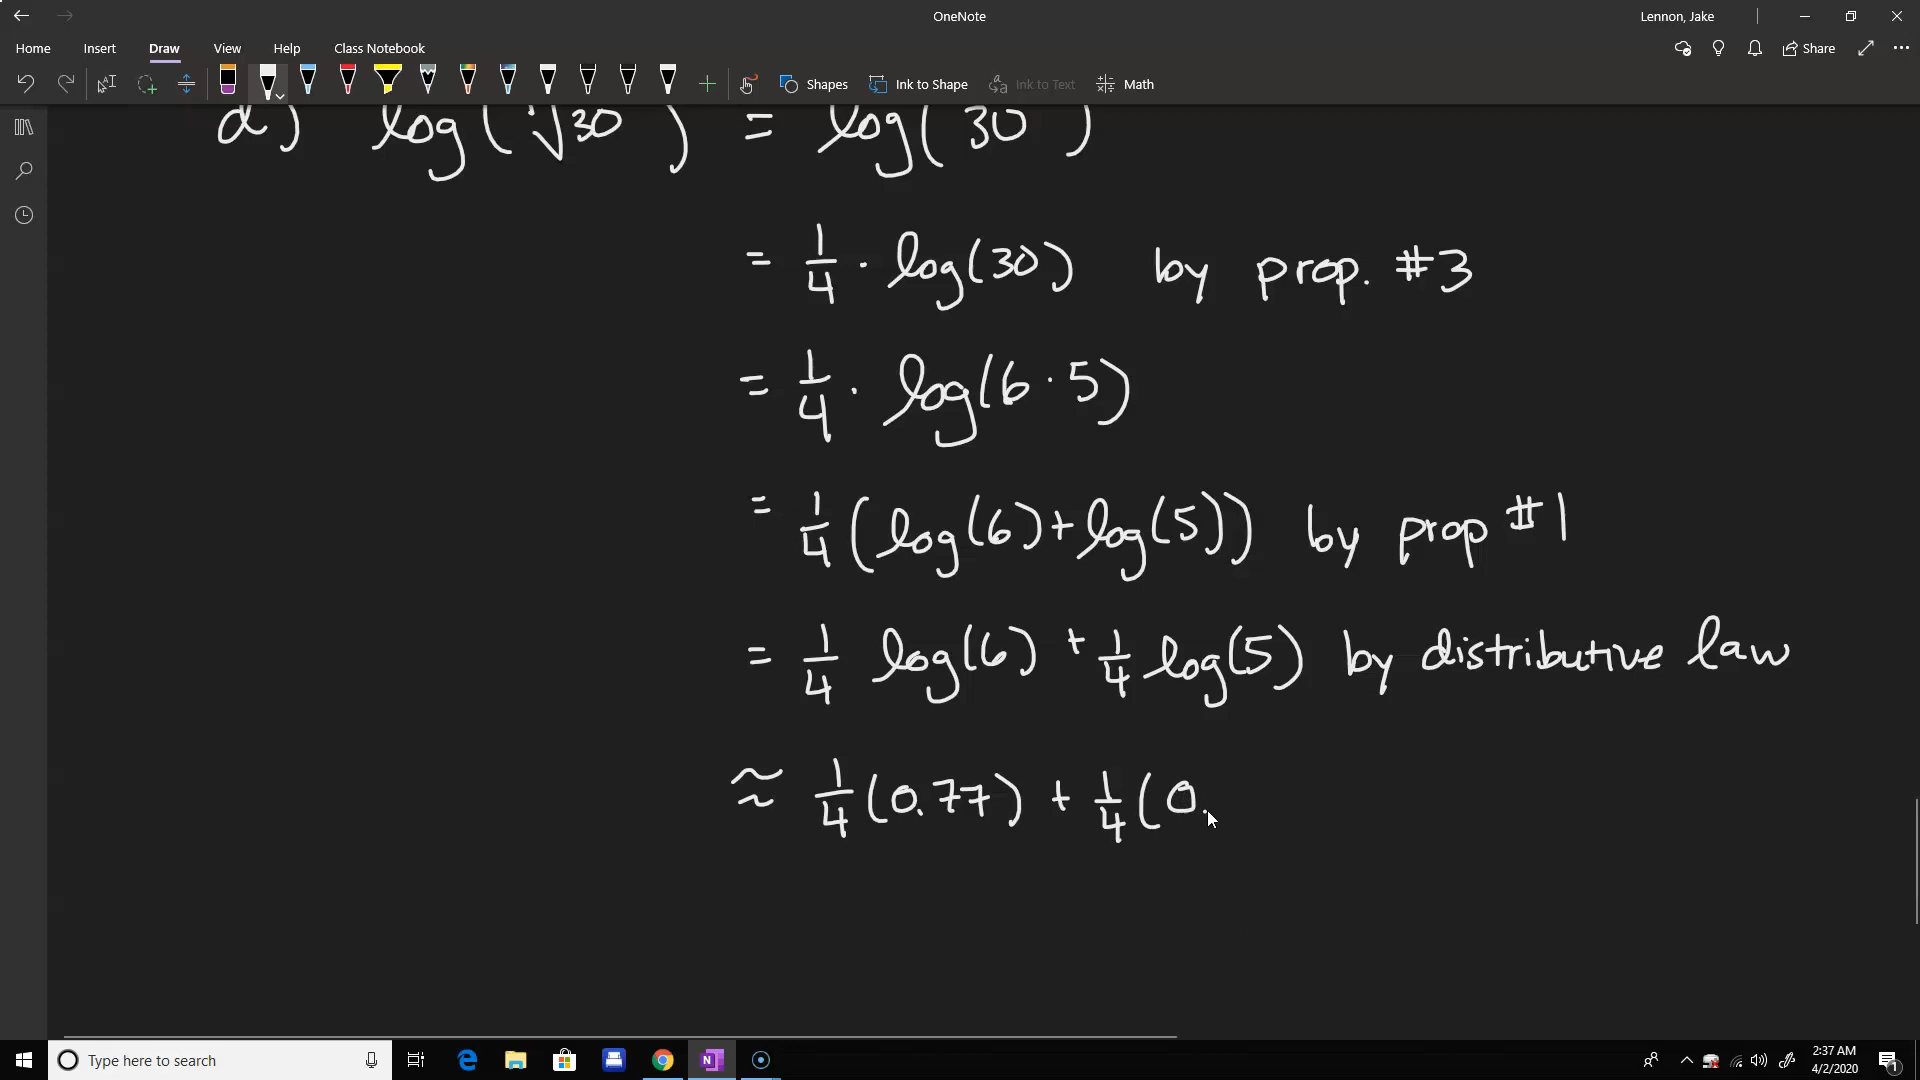 OneNote
Lennon, Jake
Home Insert Draw View Help Class Notebook
Share
Shapes Ink to Shape Ink to Text Math
d) log(√30) = log(30)
= 1/4 · log(30) by prop. #3
= 1/4 · log(6 · 5)
= 1/4 (log(6) + log(5)) by prop #1
= 1/4 log(6) + 1/4 log(5) by distributive law
≈ 1/4 (0.77) + 1/4 (0.
Type here to search
2:37 AM
4/2/2020
1